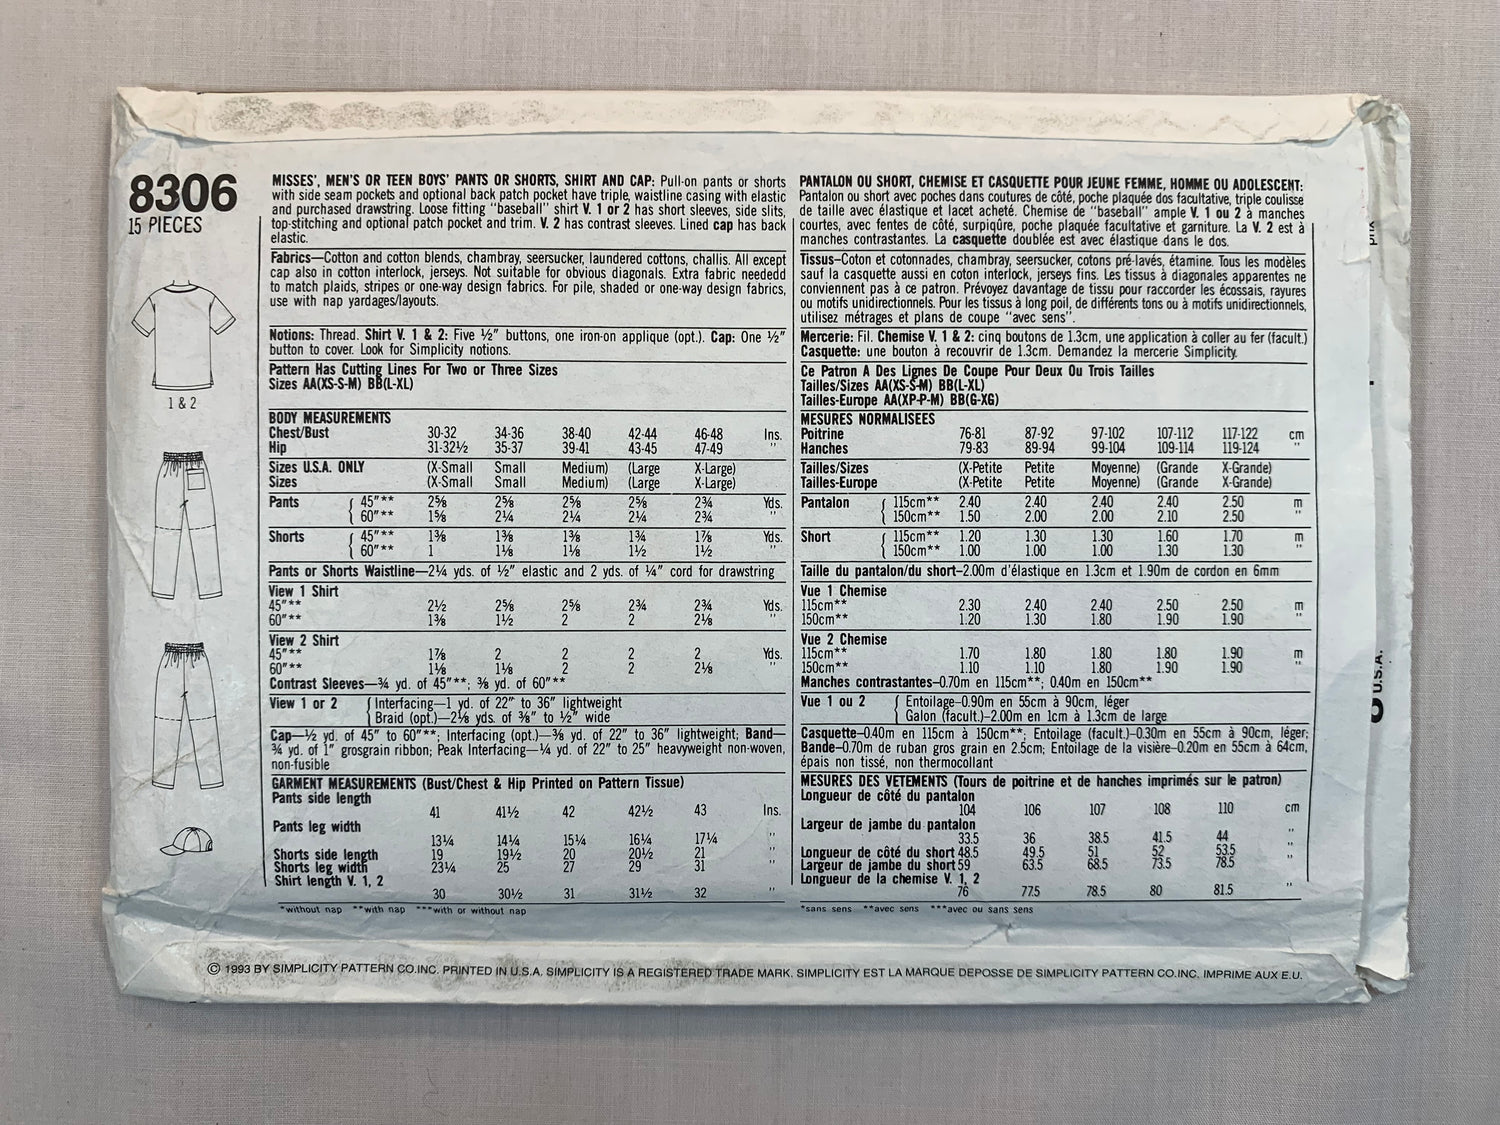 8306
15 PIECES
1 & 2
MISSES', MEN'S OR TEEN BOYS' PANTS OR SHORTS, SHIRT AND CAP: Pull-on pants or shorts
with side seam pockets and optional back patch pocket have triple, waistline casing with elastic
and purchased drawstring. Loose fitting "baseball" shirt V. 1 or 2 has short sleeves, side slits,
top-stitching and optional patch pocket and trim. V. 2 has contrast sleeves. Lined cap has back
elastic.
Fabrics—Cotton and cotton blends, chambray, seersucker, laundered cottons, challis. All except
cap also in cotton interlock, jerseys. Not suitable for obvious diagonals. Extra fabric neededd
to match plaids, stripes or one-way design fabrics. For pile, shaded or one-way design fabrics,
use with nap yardages/layouts.
Notions: Thread. Shirt V. 1 & 2: Five ½" buttons, one iron-on applique (opt.). Cap: One ½"
button to cover. Look for Simplicity notions.
Pattern Has Cutting Lines For Two or Three Sizes
Sizes AA(XS-S-M) BB(L-XL)
BODY MEASUREMENTS
Chest/Bust 30-32 34-36 38-40 42-44 46-48 Ins.
Hip 31-32½ 35-37 39-41 43-45 47-49 "
Sizes U.S.A. ONLY (X-Small Small Medium) (Large X-Large)
Sizes (X-Small Small Medium) (Large X-Large)
Pants { 45"** 2⅝ 2⅝ 2⅝ 2⅝ 2¾ Yds.
60"** 1⅝ 2¼ 2¼ 2¼ 2¾ "
Shorts { 45"** 1⅜ 1⅜ 1⅜ 1¾ 1⅞ Yds.
60"** 1 1⅛ 1⅛ 1½ 1½ "
Pants or Shorts Waistline—2¼ yds. of ½" elastic and 2 yds. of ¼" cord for drawstring
View 1 Shirt
45"** 2½ 2⅝ 2⅝ 2¾ 2¾ Yds.
60"** 1⅜ 1½ 2 2 2⅛ "
View 2 Shirt
45"** 1⅞ 2 2 2 2 Yds.
60"** 1⅛ 1⅛ 2 2 2⅛ "
Contrast Sleeves—¾ yd. of 45"**; ⅜ yd. of 60"**
View 1 or 2 { Interfacing—1 yd. of 22" to 36" lightweight
Braid (opt.)—2⅛ yds. of ⅜" to ½" wide
Cap—½ yd. of 45" to 60"**; Interfacing (opt.)—⅜ yd. of 22" to 36" lightweight; Band—
¾ yd. of 1" grosgrain ribbon; Peak Interfacing—¼ yd. of 22" to 25" heavyweight non-woven,
non-fusible
GARMENT MEASUREMENTS (Bust/Chest & Hip Printed on Pattern Tissue)
Pants side length
41 41½ 42 42½ 43 Ins.
Pants leg width
13¼ 14¼ 15¼ 16¼ 17¼ "
Shorts side length 19 19½ 20 20½ 21 "
Shorts leg width 23¼ 25 27 29 31 "
Shirt length V. 1, 2
30 30½ 31 31½ 32 "
*without nap **with nap ***with or without nap
PANTALON OU SHORT, CHEMISE ET CASQUETTE POUR JEUNE FEMME, HOMME OU ADOLESCENT:
Pantalon ou short avec poches dans coutures de côté, poche plaquée dos facultative, triple coulisse
de taille avec élastique et lacet acheté. Chemise de "baseball" ample V. 1 ou 2 à manches
courtes, avec fentes de côté, surpiqûre, poche plaquée facultative et garniture. La V. 2 est à
manches contrastantes. La casquette doublée est avec élastique dans le dos.
Tissus—Coton et cotonnades, chambray, seersucker, cotons pré-lavés, étamine. Tous les modèles
sauf la casquette aussi en coton interlock, jerseys fins. Les tissus à diagonales apparentes ne
conviennent pas à ce patron. Prévoyez davantage de tissu pour raccorder les écossais, rayures
ou motifs unidirectionnels. Pour les tissus à long poil, de différents tons ou à motifs unidirectionnels,
utilisez métrages et plans de coupe "avec sens".
Mercerie: Fil. Chemise V. 1 & 2: cinq boutons de 1.3cm, une application à coller au fer (facult.)
Casquette: une bouton à recouvrir de 1.3cm. Demandez la mercerie Simplicity.
Ce Patron A Des Lignes De Coupe Pour Deux Ou Trois Tailles
Tailles/Sizes AA(XS-S-M) BB(L-XL)
Tailles-Europe AA(XP-P-M) BB(G-XG)
MESURES NORMALISEES
Poitrine 76-81 87-92 97-102 107-112 117-122 cm
Hanches 79-83 89-94 99-104 109-114 119-124 "
Tailles/Sizes (X-Petite Petite Moyenne) (Grande X-Grande)
Tailles-Europe (X-Petite Petite Moyenne) (Grande X-Grande)
Pantalon { 115cm** 2.40 2.40 2.40 2.40 2.50 m
150cm** 1.50 2.00 2.00 2.10 2.50 "
Short { 115cm** 1.20 1.30 1.30 1.60 1.70 m
150cm** 1.00 1.00 1.00 1.30 1.30 "
Taille du pantalon/du short–2.00m d'élastique en 1.3cm et 1.90m de cordon en 6mm
Vue 1 Chemise
115cm** 2.30 2.40 2.40 2.50 2.50 m
150cm** 1.20 1.30 1.80 1.90 1.90 "
Vue 2 Chemise
115cm** 1.70 1.80 1.80 1.80 1.90 m
150cm** 1.10 1.10 1.80 1.90 1.90 "
Manches contrastantes–0.70m en 115cm**; 0.40m en 150cm**
Vue 1 ou 2 { Entoilage–0.90m en 55cm à 90cm, léger
Galon (facult.)–2.00m en 1cm à 1.3cm de large
Casquette–0.40m en 115cm à 150cm**; Entoilage (facult.)–0.30m en 55cm à 90cm, léger;
Bande–0.70m de ruban gros grain en 2.5cm; Entoilage de la visière–0.20m en 55cm à 64cm,
épais non tissé, non thermocollant
MESURES DES VETEMENTS (Tours de poitrine et de hanches imprimés sur le patron)
Longueur de côté du pantalon
104 106 107 108 110 cm
Largeur de jambe du pantalon
33.5 36 38.5 41.5 44 "
Longueur de côté du short 48.5 49.5 51 52 53.5 "
Largeur de jambe du short 59 63.5 68.5 73.5 78.5 "
Longueur de la chemise V. 1, 2
76 77.5 78.5 80 81.5 "
*sans sens **avec sens ***avec ou sans sens
© 1993 BY SIMPLICITY PATTERN CO.INC. PRINTED IN U.S.A. SIMPLICITY IS A REGISTERED TRADE MARK. SIMPLICITY EST LA MARQUE DEPOSSE DE SIMPLICITY PATTERN CO.INC. IMPRIME AUX E.U.
U.S.A.